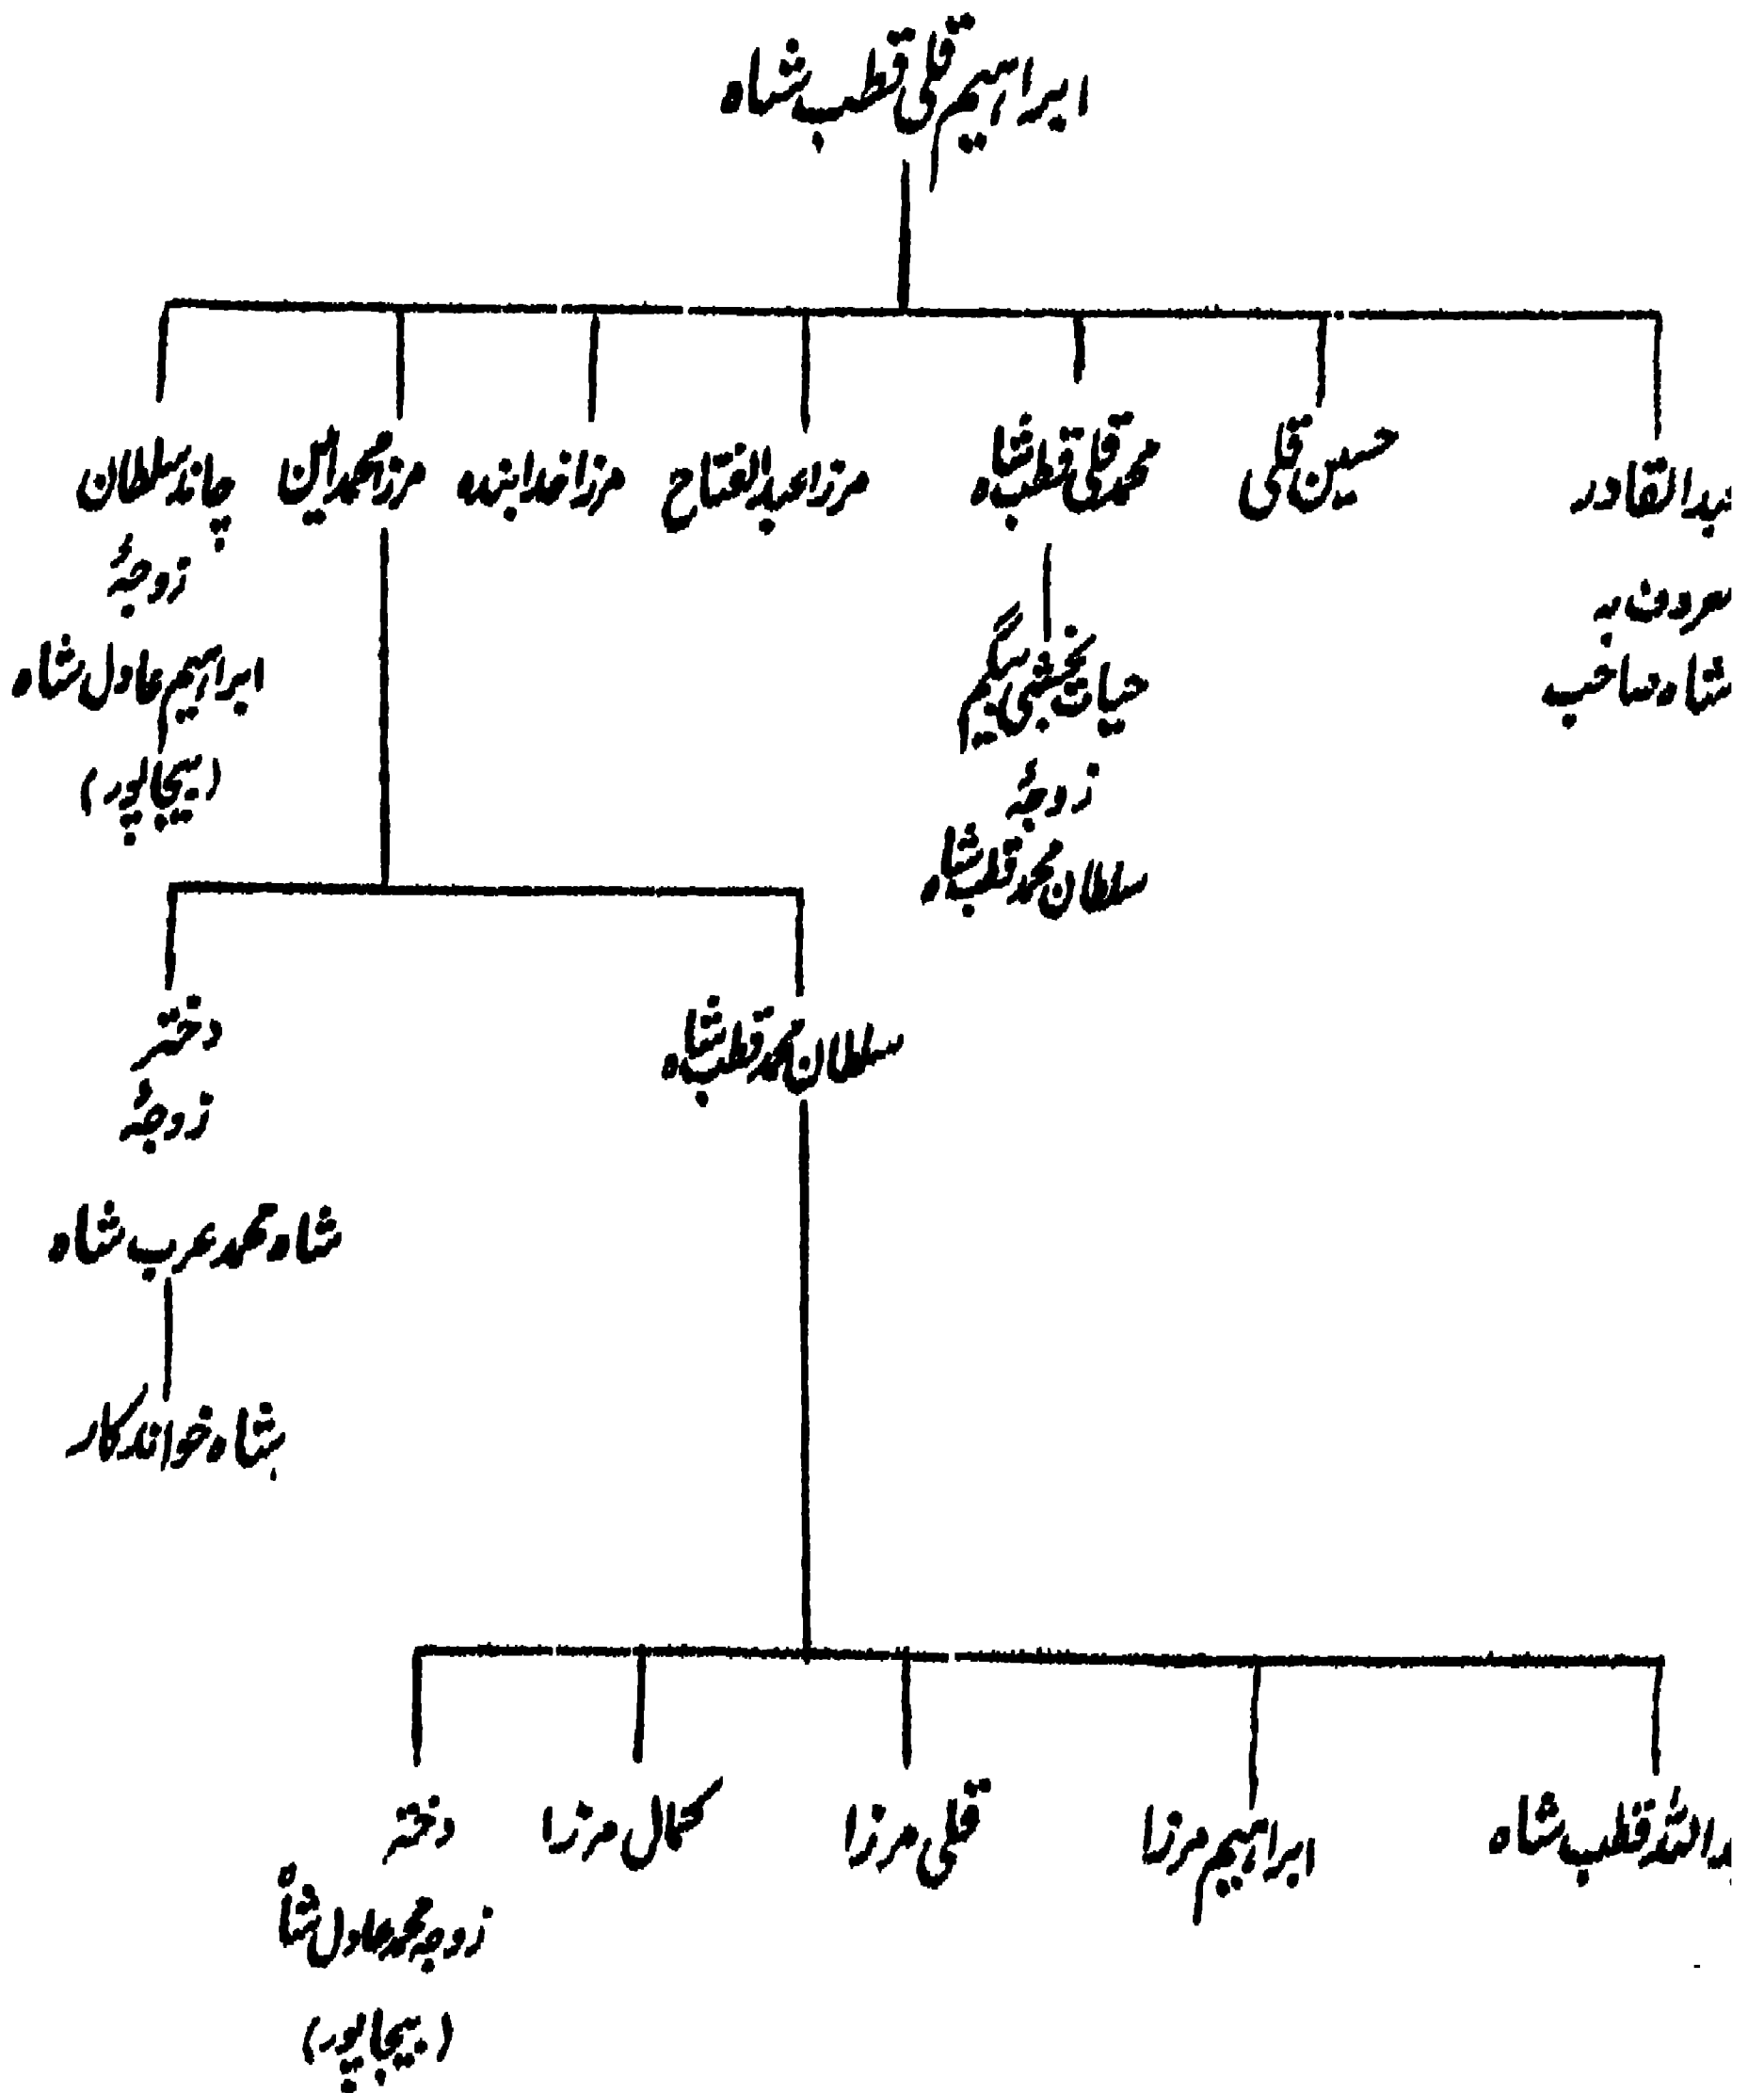 ابراہیم قلی قطب شاہ
عبدالقادر
معروف بہ
شاہ صاحب
حسین قلی
محمد قلی قطب شاہ
حیات بخشی بیگم
زوجۂ
سلطان محمد قطب شاہ
مرزا عبدالفتاح
مرزا خدابندہ
مرزا محمد امین
چاند سلطان
زوجۂ
ابراہیم عادل شاہ
(بیجاپور)
سلطان محمد قطب شاہ
دختر
زوجۂ
شاہ محمد عرب شاہ
شاہ خواندکار
عبداللہ قطب شاہ
ابراہیم مرزا
قلی مرزا
کمال مرزا
دختر
زوجہ محمد عادل شاہ
(بیجاپور)